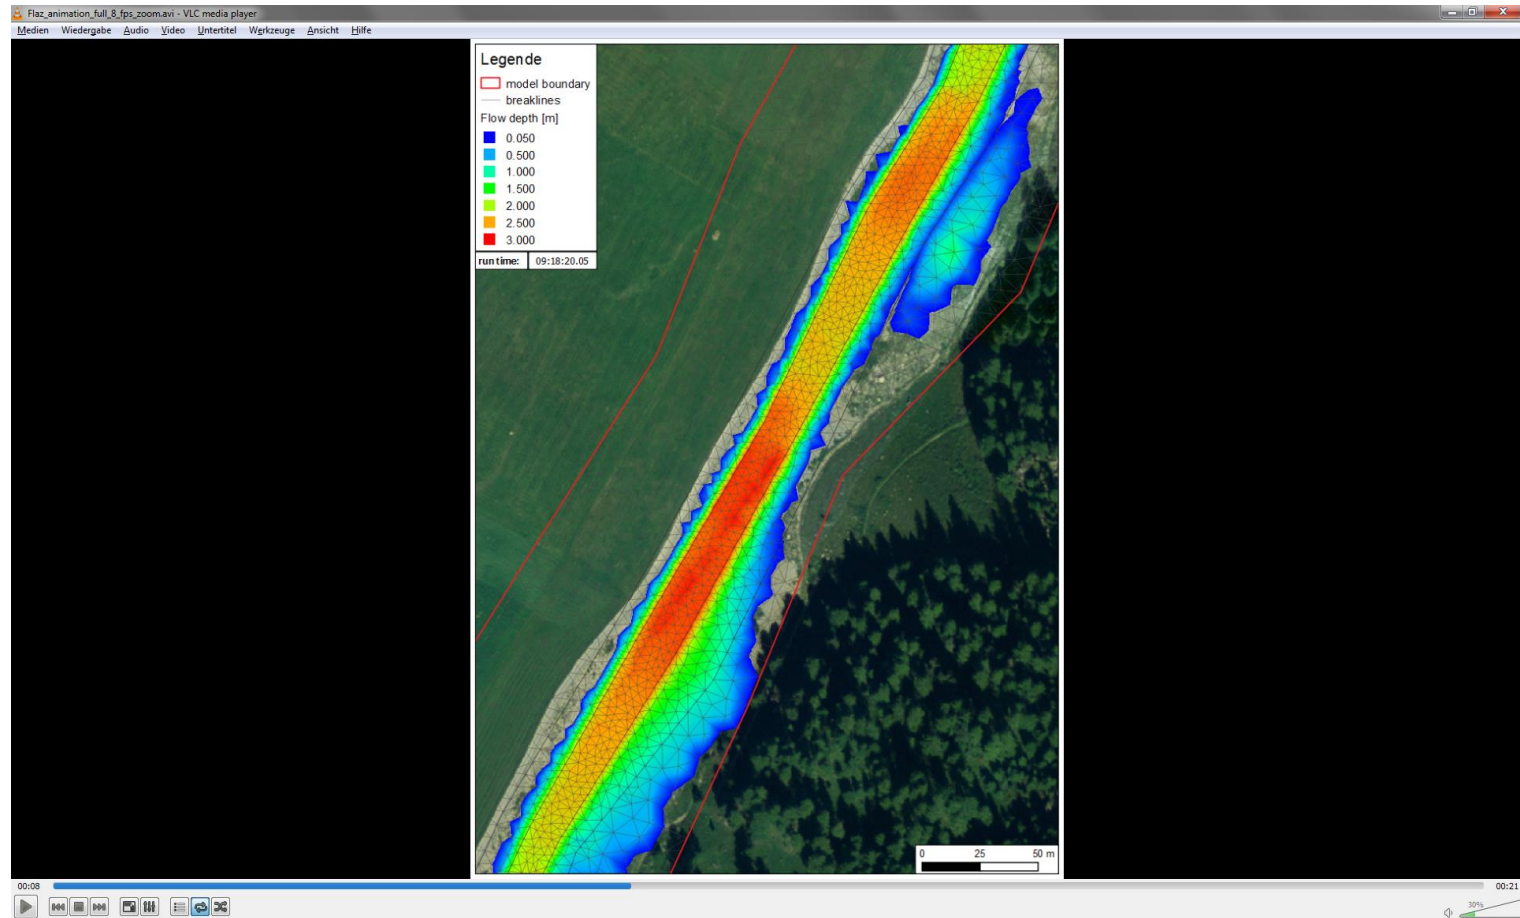 Flaz_animation_full_8_fps_zoom.avi - VLC media player
Medien Wiedergabe Audio Video Untertitel Werkzeuge Ansicht Hilfe
Legende
model boundary
breaklines
Flow depth [m]
0.050
0.500
1.000
1.500
2.000
2.500
3.000
run time: 09:18:20.05
0 25 50 m
00:08 00:21
30%